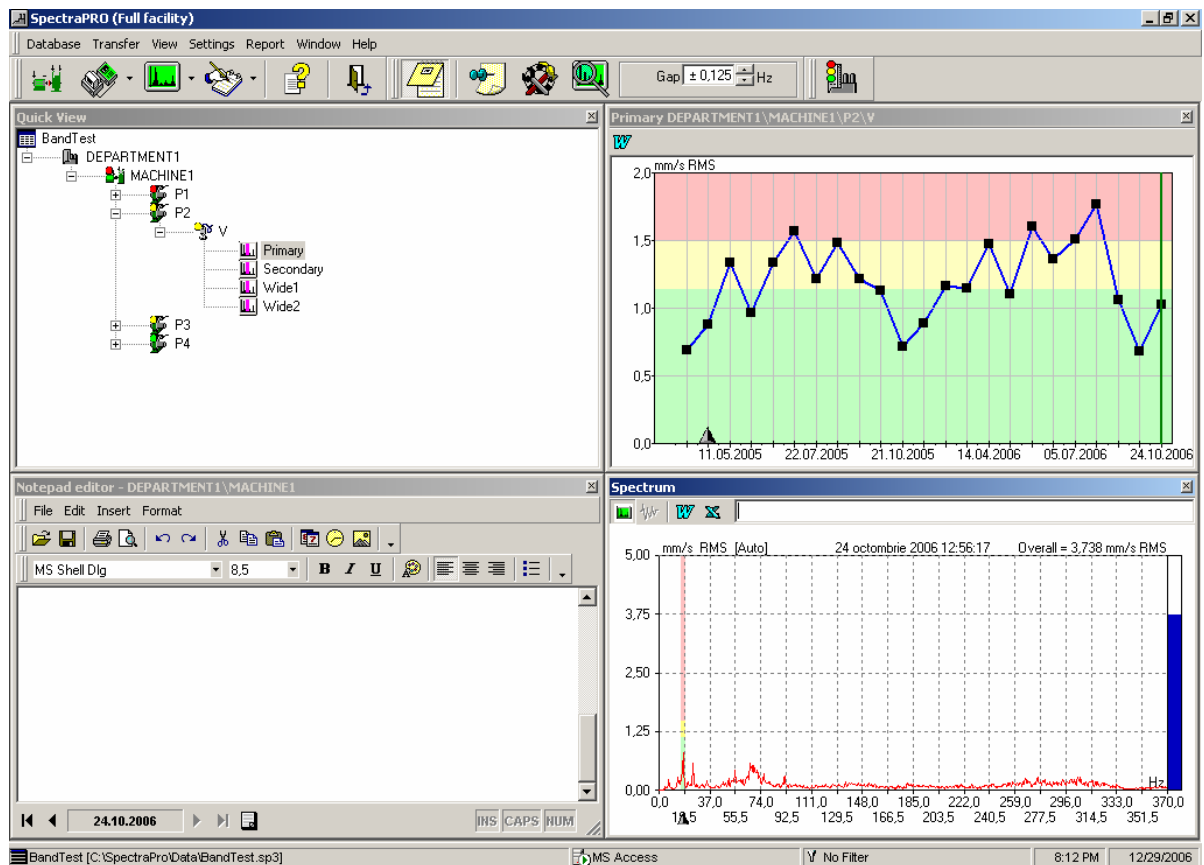 SpectraPRO (Full facility)
Database Transfer View Settings Report Window Help
Gap ± 0,125 Hz
Quick View
BandTest
DEPARTMENT1
MACHINE1
P1
P2
V
Primary
Secondary
Wide1
Wide2
P3
P4
Primary DEPARTMENT1\MACHINE1\P2\V
W
2,0 mm/s RMS
1,5
1,0
0,5
0,0
11.05.2005 22.07.2005 21.10.2005 14.04.2006 05.07.2006 24.10.2006
Notepad editor - DEPARTMENT1\MACHINE1
File Edit Insert Format
MS Shell Dlg 8,5 B I U
24.10.2006 INS CAPS NUM
Spectrum
W X
mm/s RMS [Auto] 24 octombrie 2006 12:56:17 Overall = 3,738 mm/s RMS
5,00
3,75
2,50
1,25
0,00
Hz
0,0 37,0 74,0 111,0 148,0 185,0 222,0 259,0 296,0 333,0 370,0
18,5 55,5 92,5 129,5 166,5 203,5 240,5 277,5 314,5 351,5
BandTest [C:\SpectraPro\Data\BandTest.sp3] MS Access No Filter 8:12 PM 12/29/2006